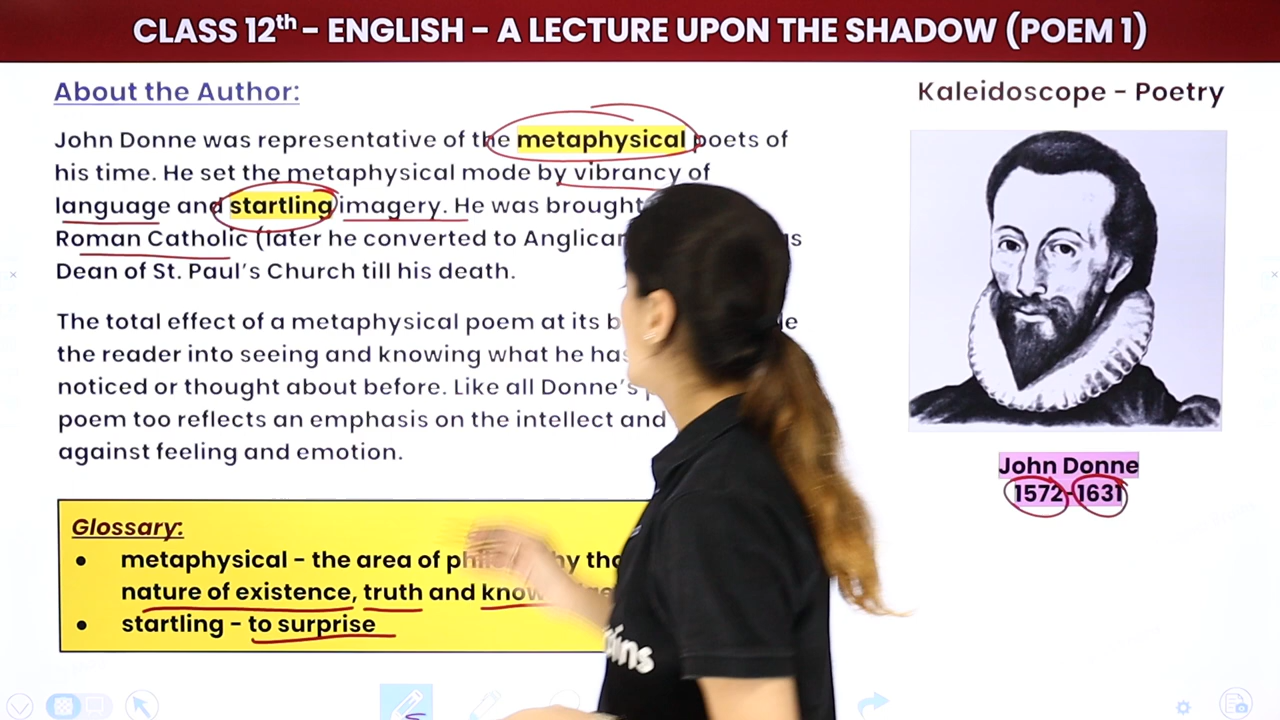 CLASS 12th - ENGLISH - A LECTURE UPON THE SHADOW (POEM 1)
About the Author:
Kaleidoscope - Poetry
John Donne was representative of the metaphysical poets of
his time. He set the metaphysical mode by vibrancy of
language and startling imagery. He was brought
Roman Catholic (later he converted to
Dean of St. Paul's Church till his death.
The total effect of a metaphysical poem at its
the reader into seeing and knowing what he has
noticed or thought about before. Like all Donne's
poem too reflects an emphasis on the intellect and
against feeling and emotion.
John Donne
1572-1631
Glossary:
• metaphysical - the area of
nature of existence, truth and
• startling - to surprise